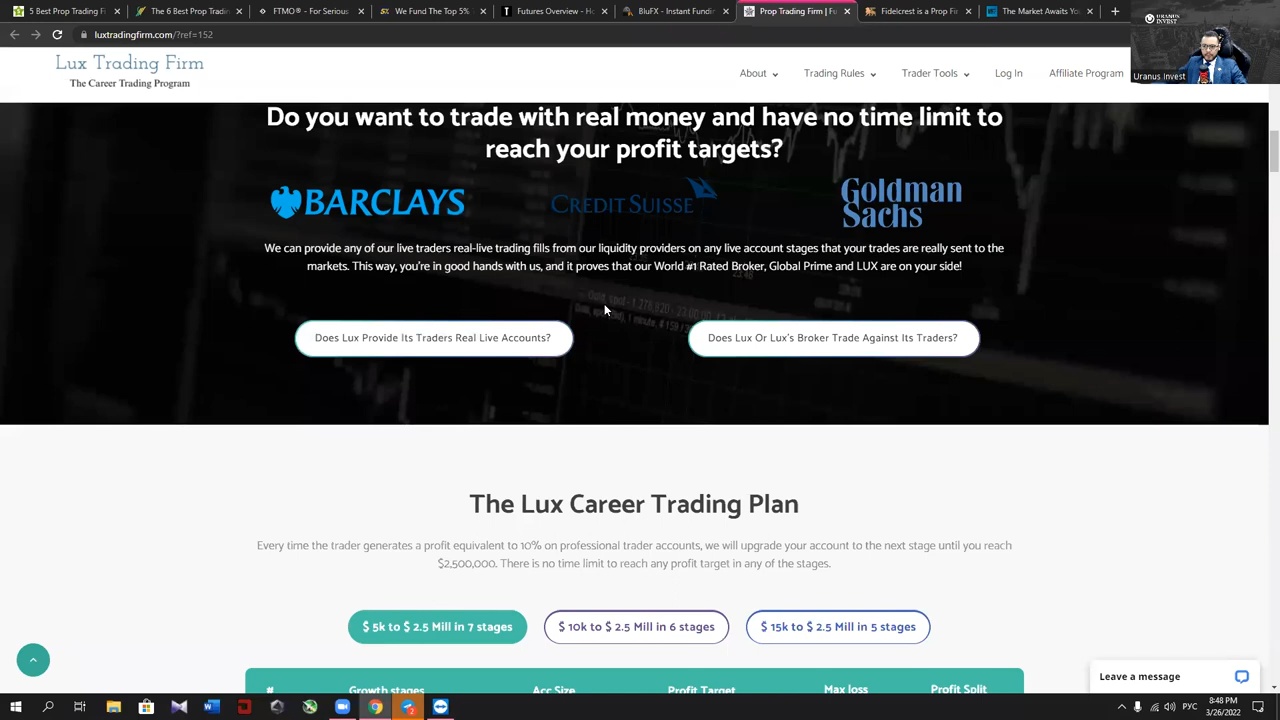 5 Best Prop Trading Fi
The 6 Best Prop Tradin
FTMO® - For Serious
We Fund The Top 5%
Futures Overview - Ho
BluFX - Instant Fundin
Prop Trading Firm | Fu
Fidelcrest is a Prop Fir
The Market Awaits Yo
luxtradingfirm.com/?ref=152
URANUS
INVEST
Uranus Invest
Lux Trading Firm
The Career Trading Program
About
Trading Rules
Trader Tools
Log In
Affiliate Program
Do you want to trade with real money and have no time limit to
reach your profit targets?
BARCLAYS
CREDIT SUISSE
Goldman
Sachs
We can provide any of our live traders real-live trading fills from our liquidity providers on any live account stages that your trades are really sent to the
markets. This way, you're in good hands with us, and it proves that our World #1 Rated Broker, Global Prime and LUX are on your side!
Does Lux Provide Its Traders Real Live Accounts?
Does Lux Or Lux's Broker Trade Against Its Traders?
The Lux Career Trading Plan
Every time the trader generates a profit equivalent to 10% on professional trader accounts, we will upgrade your account to the next stage until you reach
$2,500,000. There is no time limit to reach any profit target in any of the stages.
$ 5k to $ 2.5 Mill in 7 stages
$ 10k to $ 2.5 Mill in 6 stages
$ 15k to $ 2.5 Mill in 5 stages
# Growth stages Acc Size Profit Target Max loss Profit Split
Leave a message
РУС
8:48 PM
3/26/2022